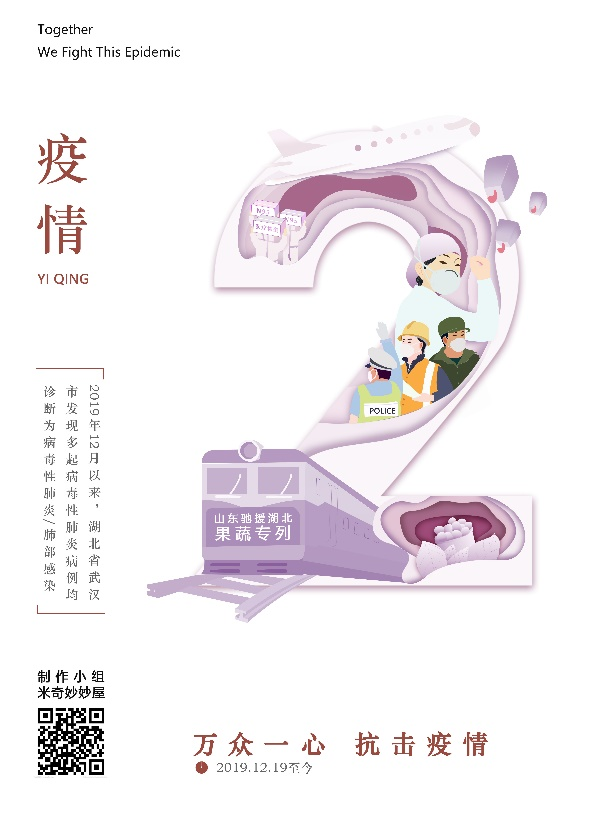 Together
We Fight This Epidemic
疫
情
YI QING
2019年12月以来，湖北省武汉
市发现多起病毒性肺炎病例均
诊断为病毒性肺炎/肺部感染
N95
POLICE
山东驰援湖北
果蔬专列
制作小组
米奇妙妙屋
万众一心 抗击疫情
2019.12.19至今